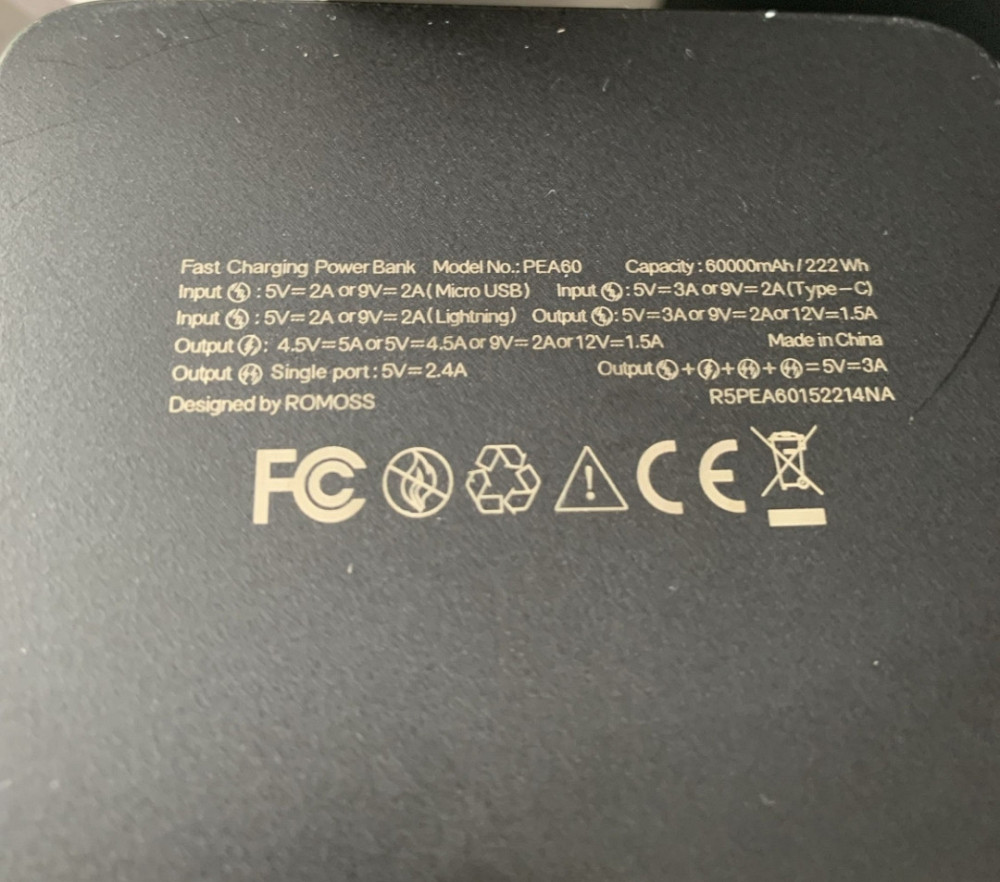 Fast Charging Power Bank Model No.: PEA60 Capacity: 60000mAh / 222 Wh
Input : 5V=2A or 9V=2A (Micro USB) Input : 5V=3A or 9V=2A (Type-C)
Input : 5V=2A or 9V=2A (Lightning) Output : 5V=3A or 9V=2A or 12V=1.5A
Output : 4.5V=5A or 5V=4.5A or 9V=2A or 12V=1.5A Made in China
Output Single port : 5V=2.4A Output + + + =5V=3A
Designed by ROMOSS R5PEA60152214NA
FC CE